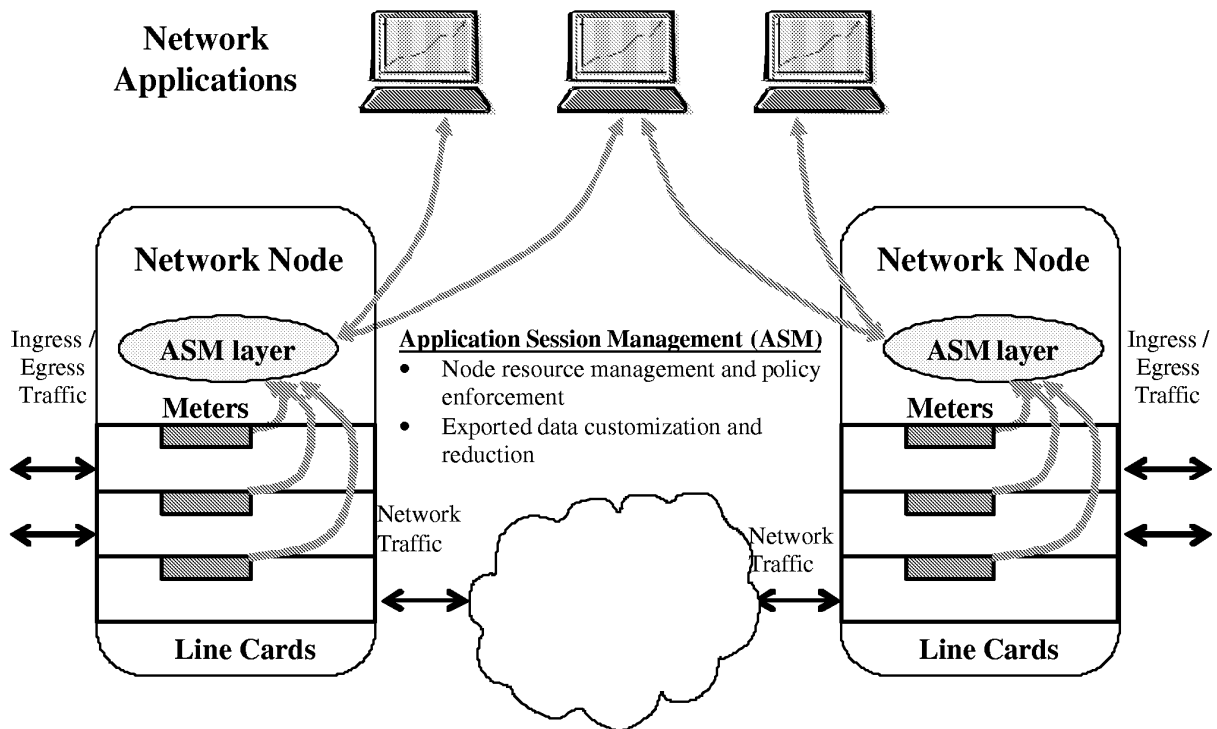 Network
Applications
Network Node
ASM layer
Ingress /
Egress
Traffic
Meters
Line Cards
Network
Traffic
Application Session Management (ASM)
• Node resource management and policy
enforcement
• Exported data customization and
reduction
Network
Traffic
Network Node
ASM layer
Meters
Line Cards
Ingress /
Egress
Traffic